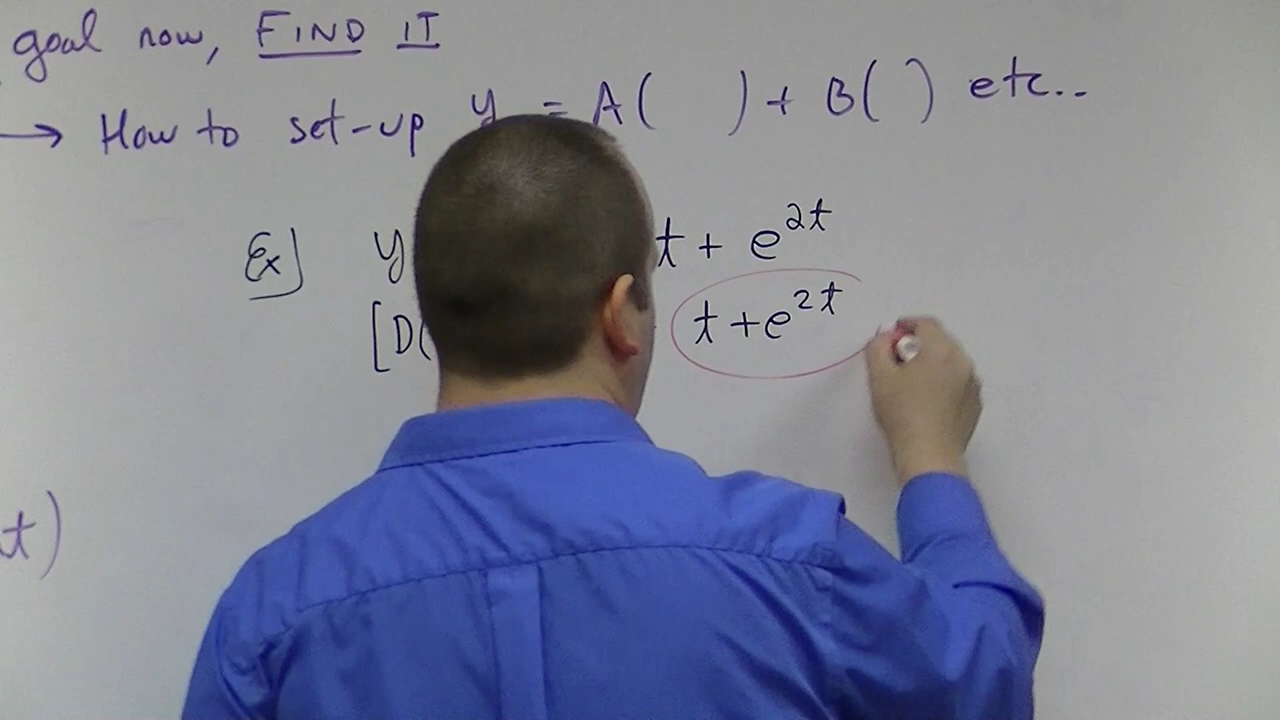 goal now, FIND IT
→ How to set-up y = A( ) + B( ) etc..
Ex] y t + e^{2t}
[D( t + e^{2t}
t)